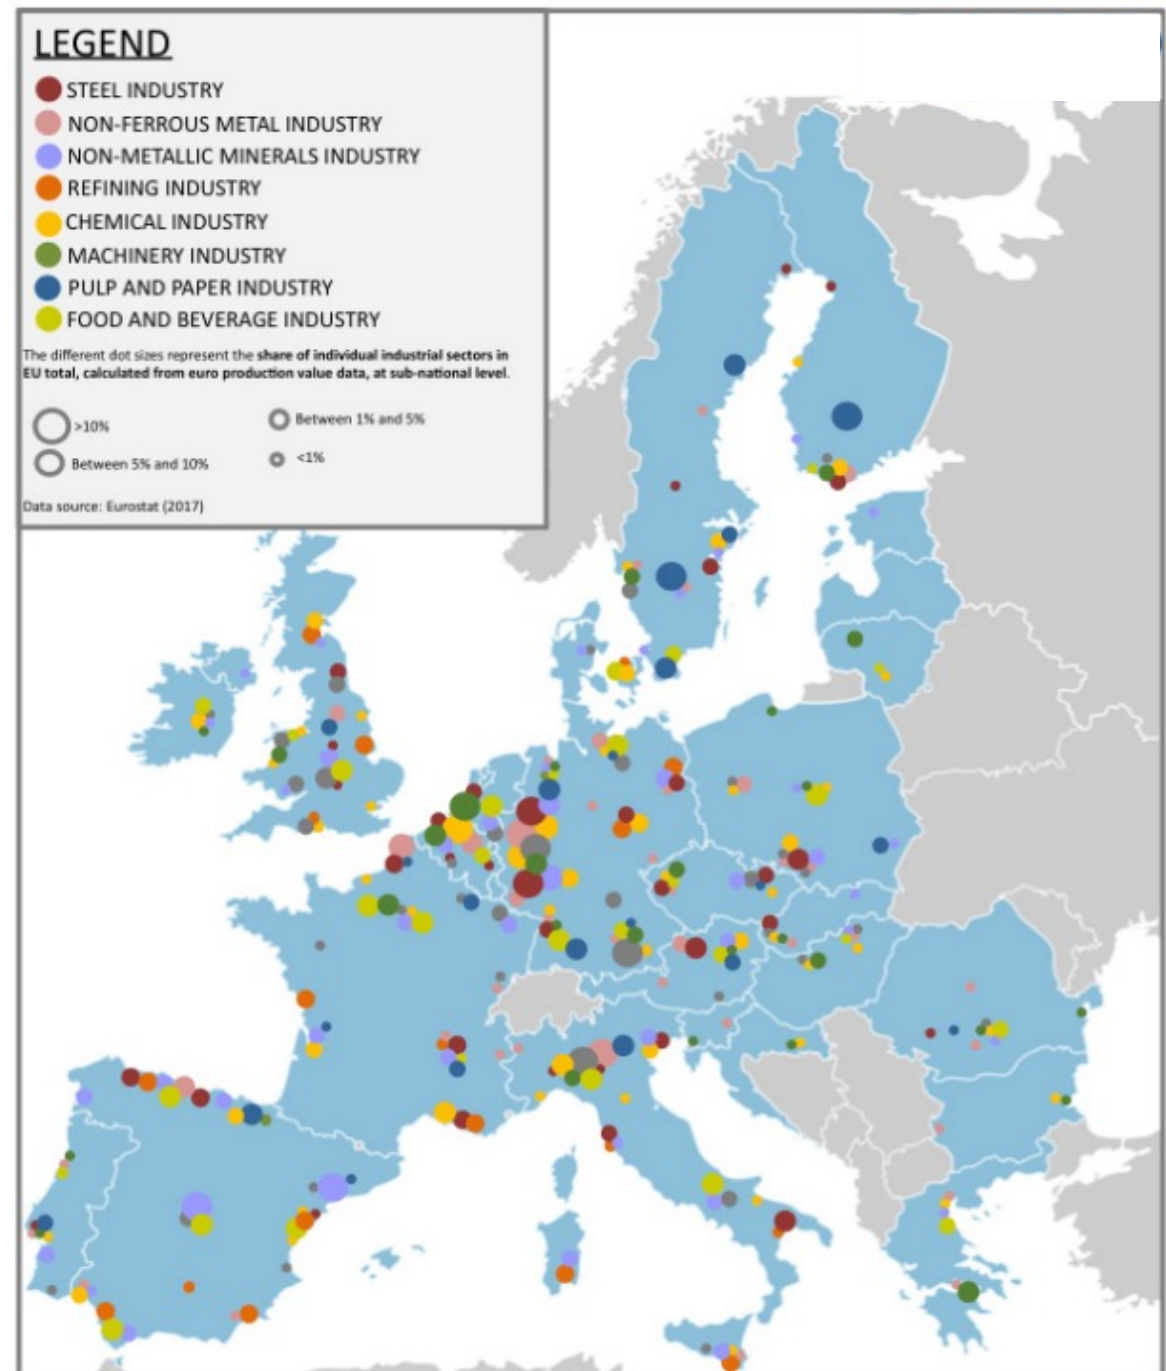 LEGEND
STEEL INDUSTRY
NON-FERROUS METAL INDUSTRY
NON-METALLIC MINERALS INDUSTRY
REFINING INDUSTRY
CHEMICAL INDUSTRY
MACHINERY INDUSTRY
PULP AND PAPER INDUSTRY
FOOD AND BEVERAGE INDUSTRY
The different dot sizes represent the share of individual industrial sectors in
EU total, calculated from euro production value data, at sub-national level.
>10%
Between 1% and 5%
Between 5% and 10%
<1%
Data source: Eurostat (2017)